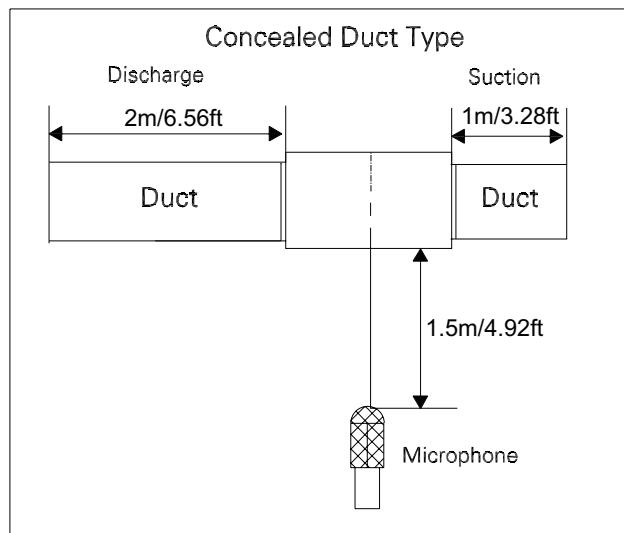 Concealed Duct Type
Discharge
Suction
2m/6.56ft
1m/3.28ft
Duct
Duct
1.5m/4.92ft
Microphone